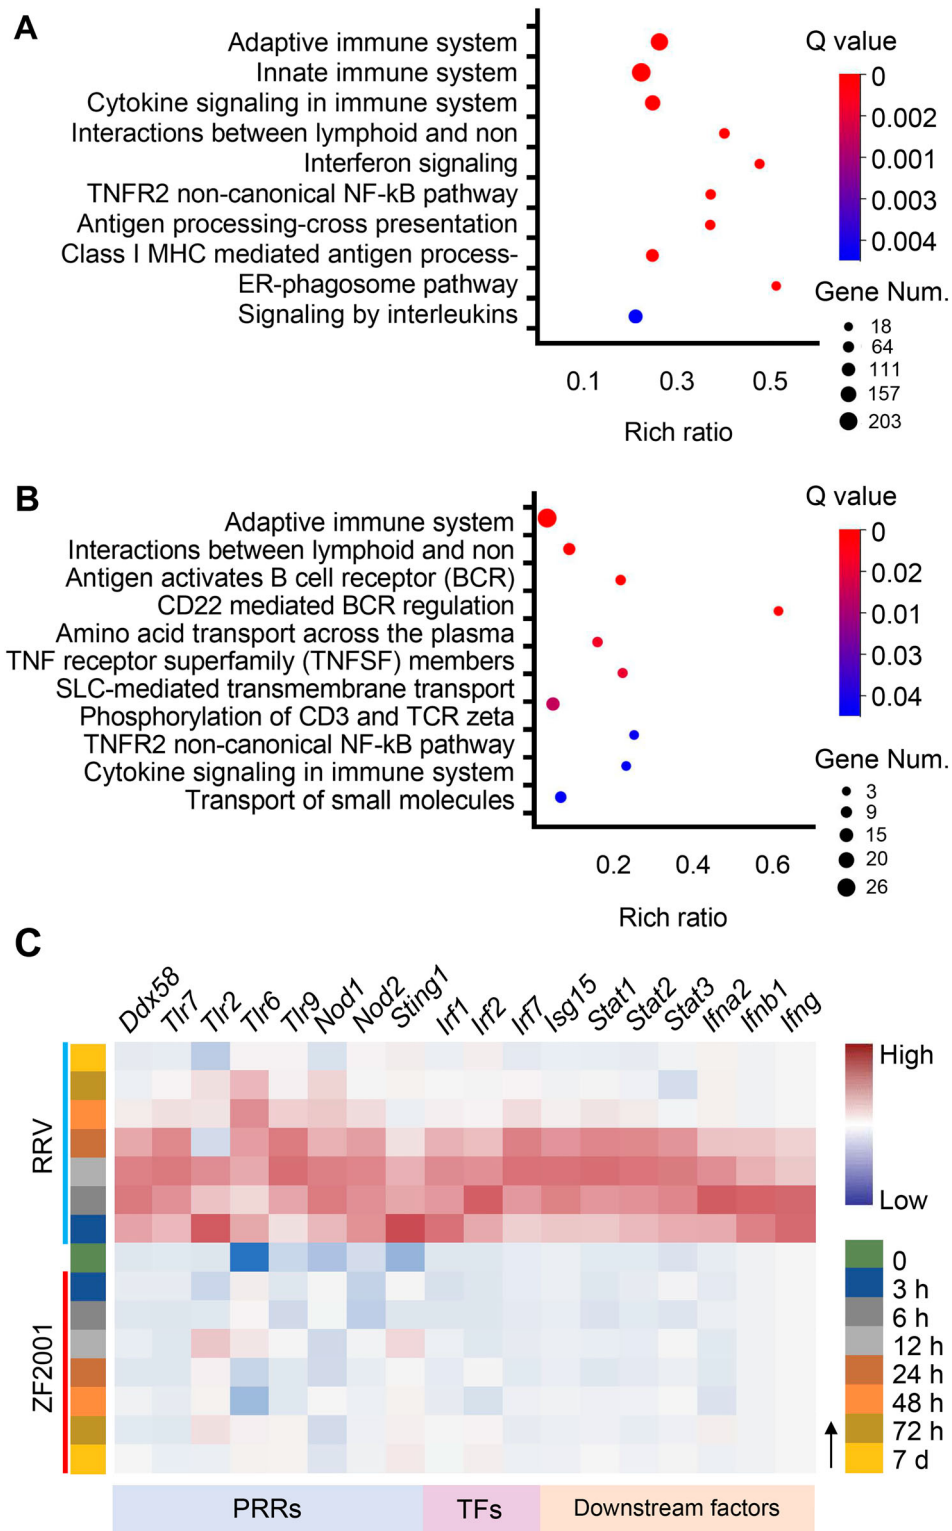 A
Adaptive immune system
Innate immune system
Cytokine signaling in immune system
Interactions between lymphoid and non
Interferon signaling
TNFR2 non-canonical NF-kB pathway
Antigen processing-cross presentation
Class I MHC mediated antigen process-
ER-phagosome pathway
Signaling by interleukins
0.1 0.3 0.5
Rich ratio
Q value
0
0.002
0.001
0.003
0.004
Gene Num.
18
64
111
157
203
B
Adaptive immune system
Interactions between lymphoid and non
Antigen activates B cell receptor (BCR)
CD22 mediated BCR regulation
Amino acid transport across the plasma
TNF receptor superfamily (TNFSF) members
SLC-mediated transmembrane transport
Phosphorylation of CD3 and TCR zeta
TNFR2 non-canonical NF-kB pathway
Cytokine signaling in immune system
Transport of small molecules
0.2 0.4 0.6
Rich ratio
Q value
0
0.02
0.01
0.03
0.04
Gene Num.
3
9
15
20
26
C
Ddx58 Tlr7 Tlr2 Tlr6 Tlr9 Nod1 Nod2 Sting1 Irf1 Irf2 Irf7 Isg15 Stat1 Stat2 Stat3 Ifna2 Ifnb1 Ifng
RRV
ZF2001
High
Low
0
3 h
6 h
12 h
24 h
48 h
72 h
7 d
PRRs TFs Downstream factors